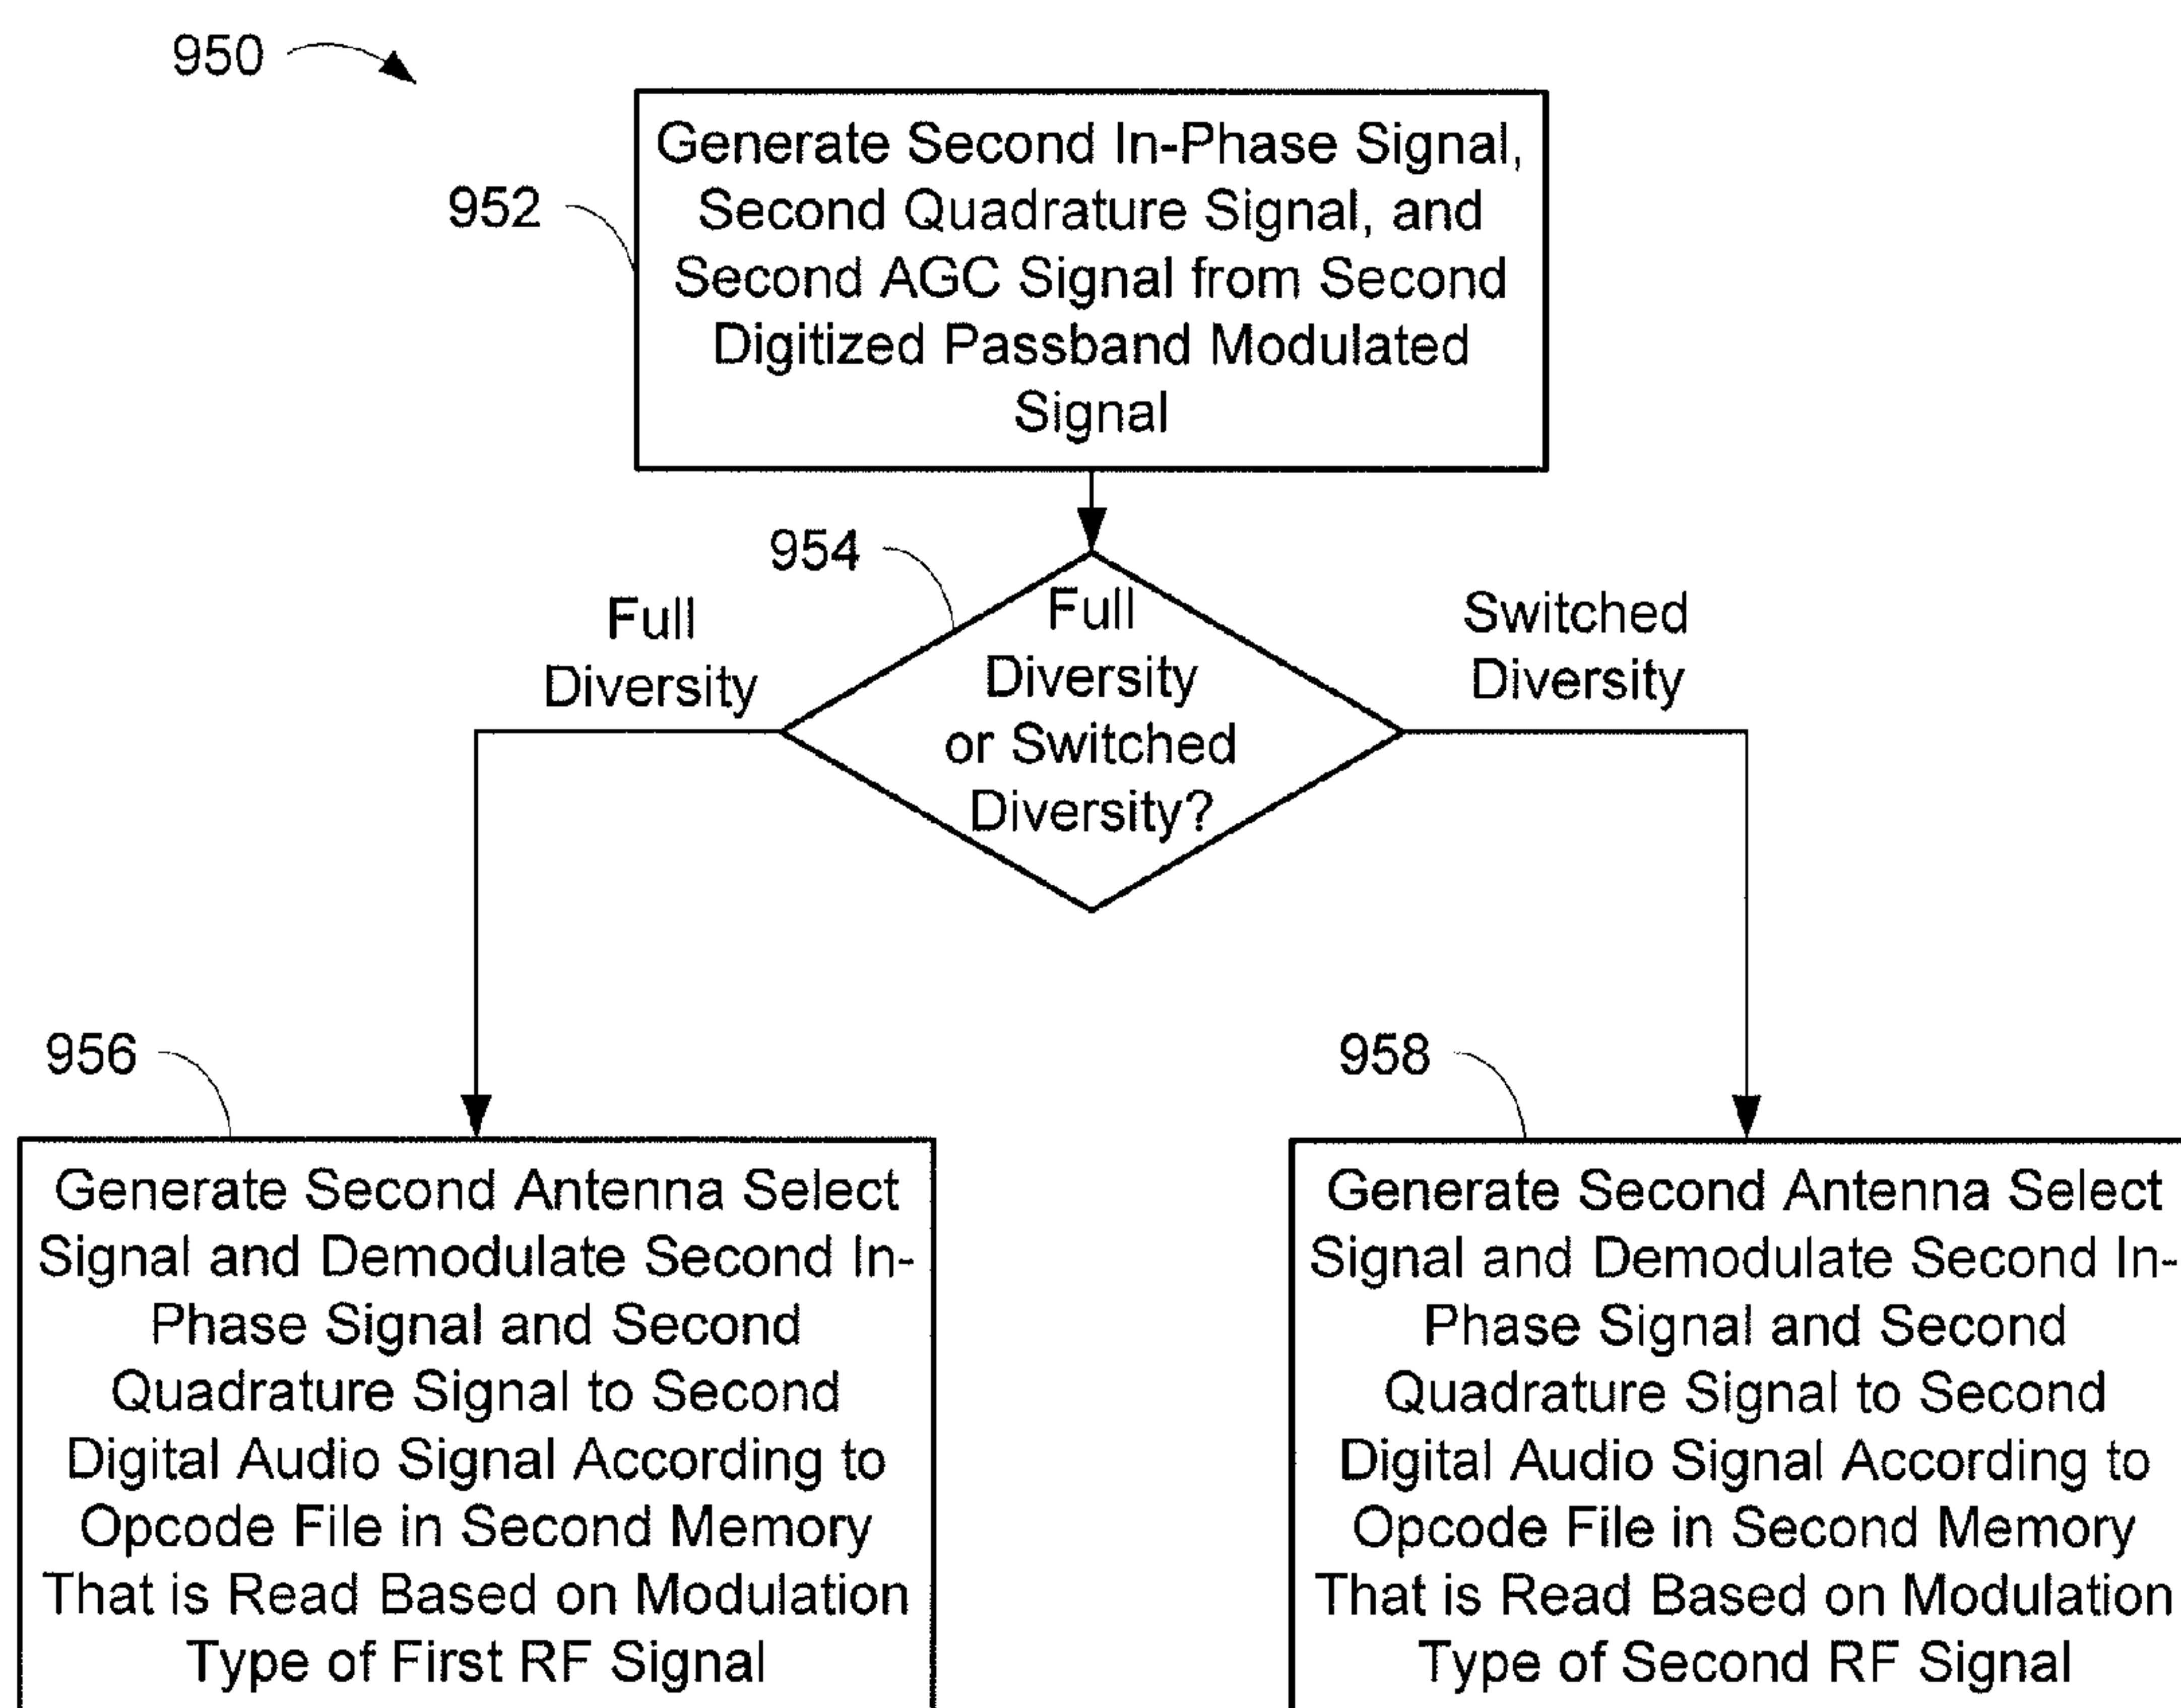 950
Generate Second In-Phase Signal,
Second Quadrature Signal, and
Second AGC Signal from Second
Digitized Passband Modulated
Signal
952
954
Full
Diversity
or Switched
Diversity?
Full
Diversity
Switched
Diversity
956
Generate Second Antenna Select
Signal and Demodulate Second In-
Phase Signal and Second
Quadrature Signal to Second
Digital Audio Signal According to
Opcode File in Second Memory
That is Read Based on Modulation
Type of First RF Signal
958
Generate Second Antenna Select
Signal and Demodulate Second In-
Phase Signal and Second
Quadrature Signal to Second
Digital Audio Signal According to
Opcode File in Second Memory
That is Read Based on Modulation
Type of Second RF Signal